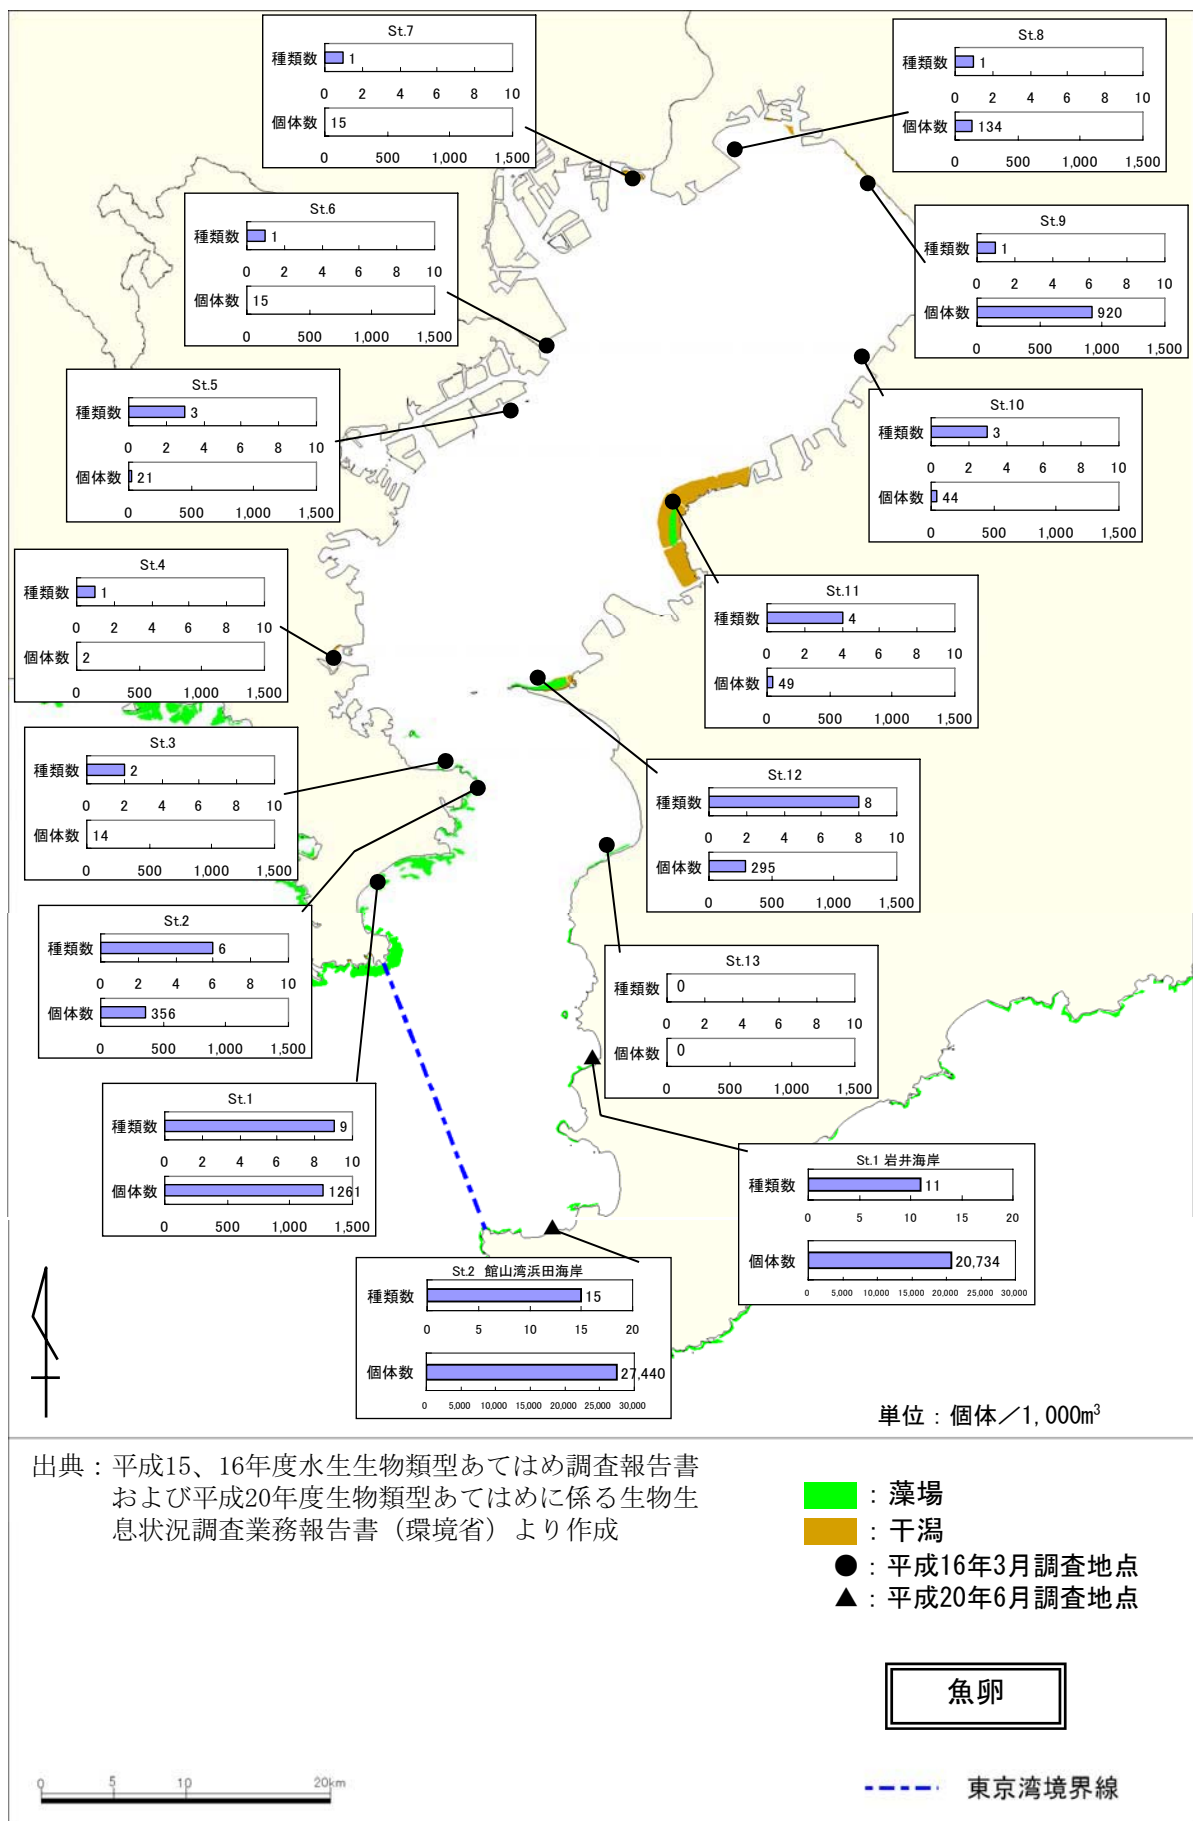 St.7
種類数 1
0 2 4 6 8 10
個体数 15
0 500 1,000 1,500
St.8
種類数 1
0 2 4 6 8 10
個体数 134
0 500 1,000 1,500
St.6
種類数 1
0 2 4 6 8 10
個体数 15
0 500 1,000 1,500
St.9
種類数 1
0 2 4 6 8 10
個体数 920
0 500 1,000 1,500
St.5
種類数 3
0 2 4 6 8 10
個体数 21
0 500 1,000 1,500
St.10
種類数 3
0 2 4 6 8 10
個体数 44
0 500 1,000 1,500
St.4
種類数 1
0 2 4 6 8 10
個体数 2
0 500 1,000 1,500
St.11
種類数 4
0 2 4 6 8 10
個体数 49
0 500 1,000 1,500
St.3
種類数 2
0 2 4 6 8 10
個体数 14
0 500 1,000 1,500
St.12
種類数 8
0 2 4 6 8 10
個体数 295
0 500 1,000 1,500
St.2
種類数 6
0 2 4 6 8 10
個体数 356
0 500 1,000 1,500
St.13
種類数 0
0 2 4 6 8 10
個体数 0
0 500 1,000 1,500
St.1
種類数 9
0 2 4 6 8 10
個体数 1261
0 500 1,000 1,500
St.1 岩井海岸
種類数 11
0 5 10 15 20
個体数 20,734
0 5,000 10,000 15,000 20,000 25,000 30,000
St.2 館山湾浜田海岸
種類数 15
0 5 10 15 20
個体数 27,440
0 5,000 10,000 15,000 20,000 25,000 30,000
単位：個体／1,000m³
出典：平成15、16年度水生生物類型あてはめ調査報告書
および平成20年度生物類型あてはめに係る生物生
息状況調査業務報告書（環境省）より作成
：藻場
：干潟
：平成16年3月調査地点
：平成20年6月調査地点
魚卵
0 5 10 20km
東京湾境界線